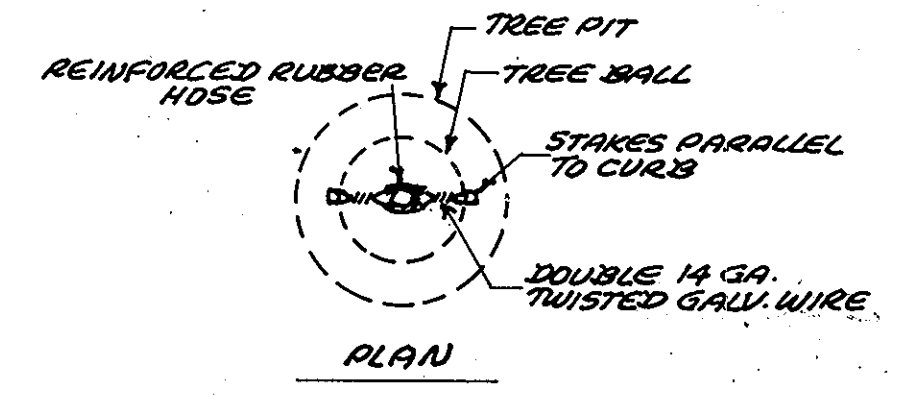 TREE PIT
REINFORCED RUBBER
HOSE
TREE BALL
STAKES PARALLEL
TO CURB
DOUBLE 14 GA.
TWISTED GALV. WIRE
PLAN